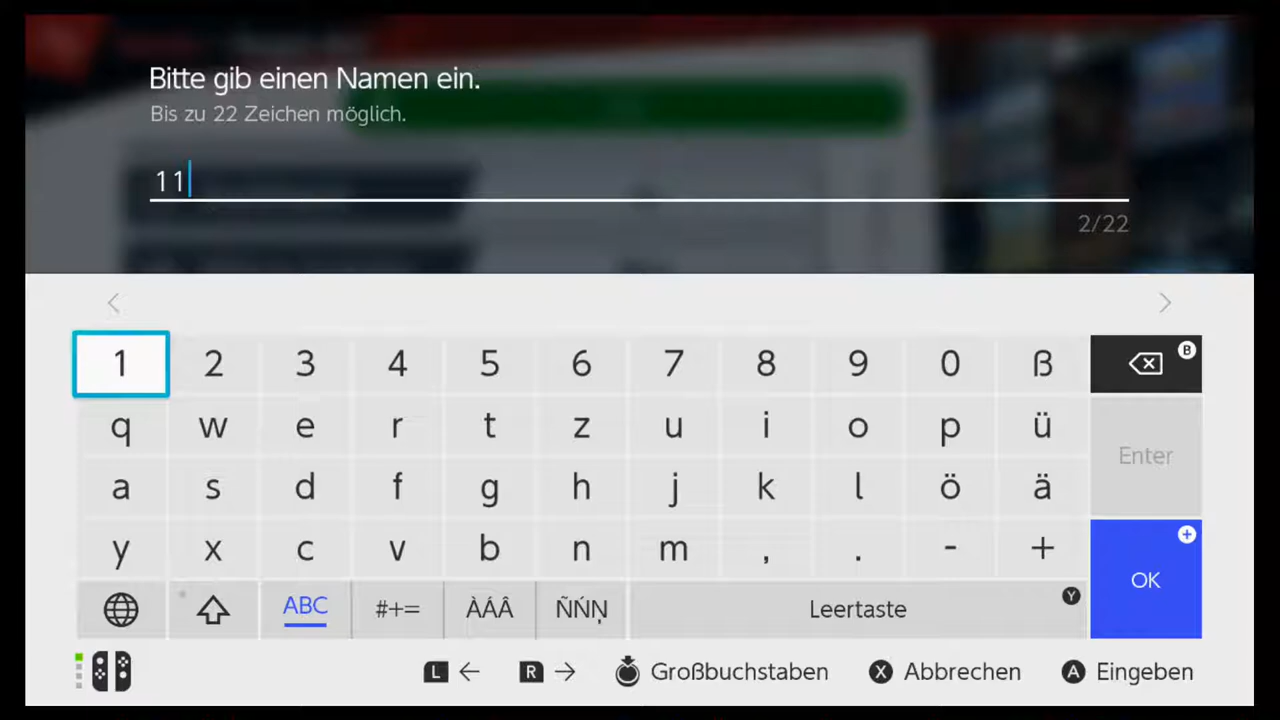 Bitte gib einen Namen ein.
Bis zu 22 Zeichen möglich.
11
2/22
1 2 3 4 5 6 7 8 9 0 ß B
q w e r t z u i o p ü
Enter
a s d f g h j k l ö ä
y x c v b n m , . - +
OK
ABC #+= ÀÁÂ ÑŃŅ Leertaste Y
L ← R → Großbuchstaben X Abbrechen A Eingeben